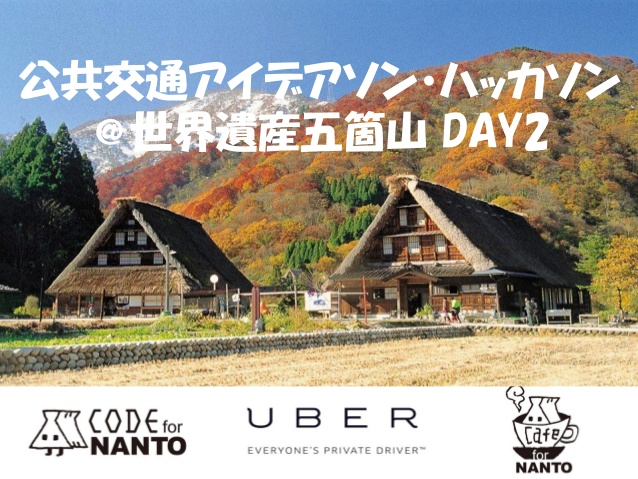 公共交通アイデアソン・ハッカソン
@世界遺産五箇山 DAY2
CODE for
NANTO
UBER
EVERYONE'S PRIVATE DRIVER™
Cafe
for
NANTO